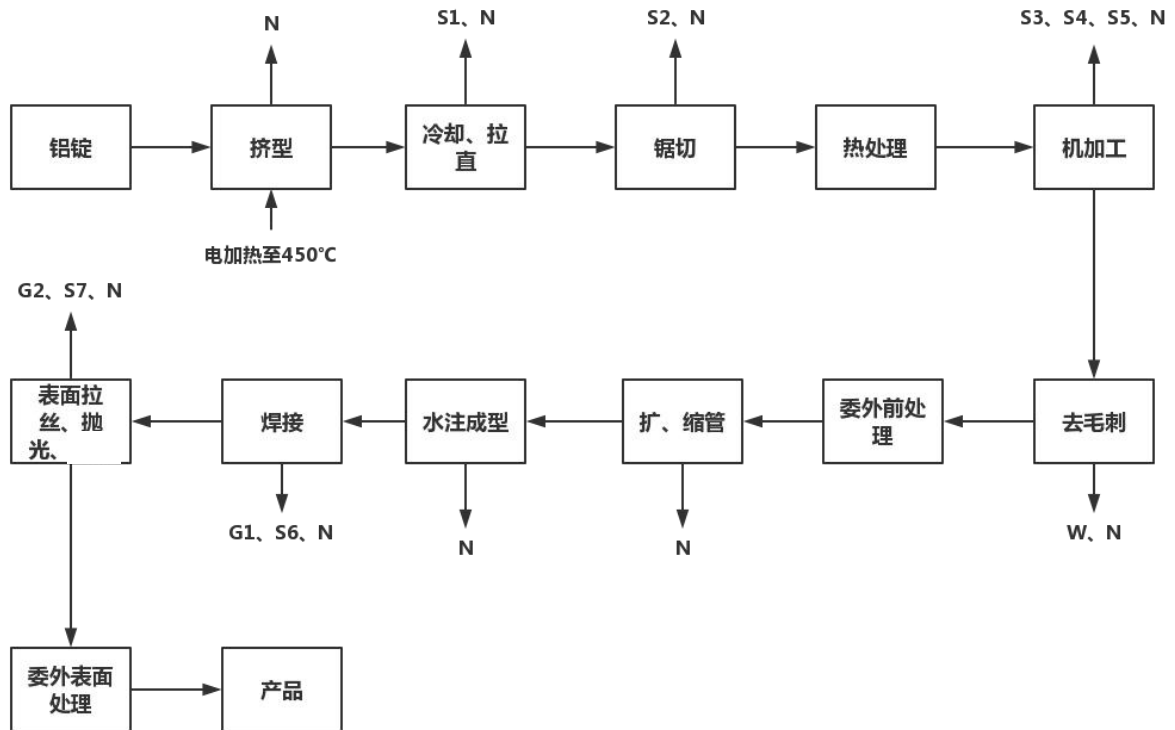 N
S1、N
S2、N
S3、S4、S5、N
铝锭
挤型
冷却、拉
直
锯切
热处理
机加工
电加热至450℃
G2、S7、N
表面拉
丝、抛
光、
焊接
水注成型
扩、缩管
委外前处
理
去毛刺
G1、S6、N
N
N
W、N
委外表面
处理
产品